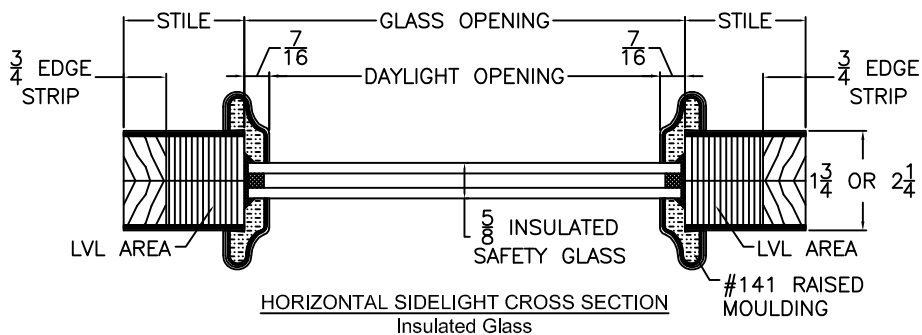 STILE GLASS OPENING STILE
7/16 7/16
3/4 EDGE STRIP
DAYLIGHT OPENING
3/4 EDGE STRIP
1 3/4 OR 2 1/4
LVL AREA
5/8 INSULATED
SAFETY GLASS
LVL AREA
#141 RAISED
MOULDING
HORIZONTAL SIDELIGHT CROSS SECTION
Insulated Glass